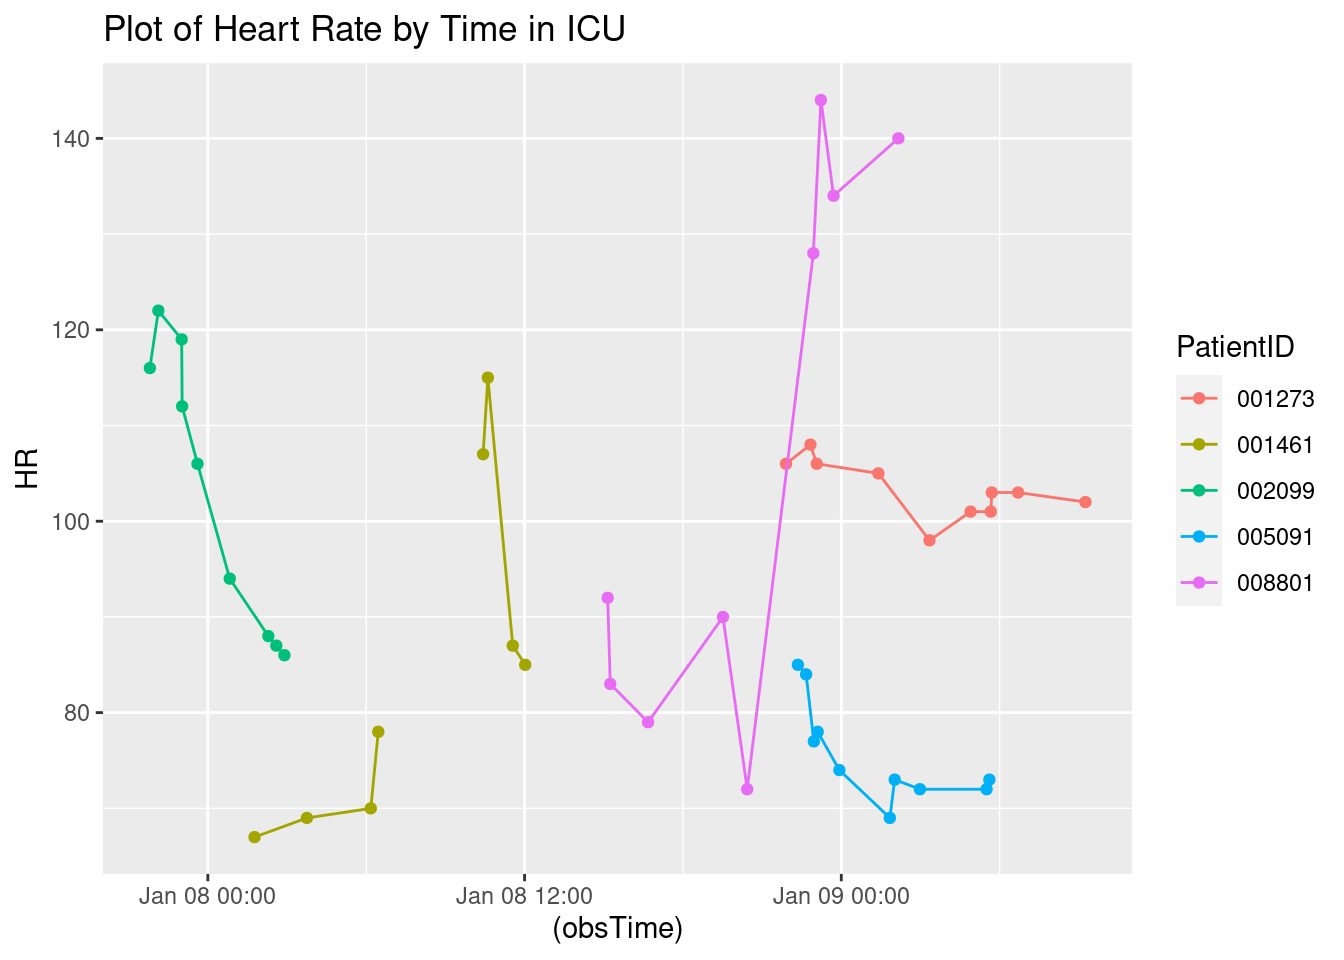 Plot of Heart Rate by Time in ICU
140
120
100
80
HR
Jan 08 00:00
Jan 08 12:00
Jan 09 00:00
(obsTime)
PatientID
001273
001461
002099
005091
008801